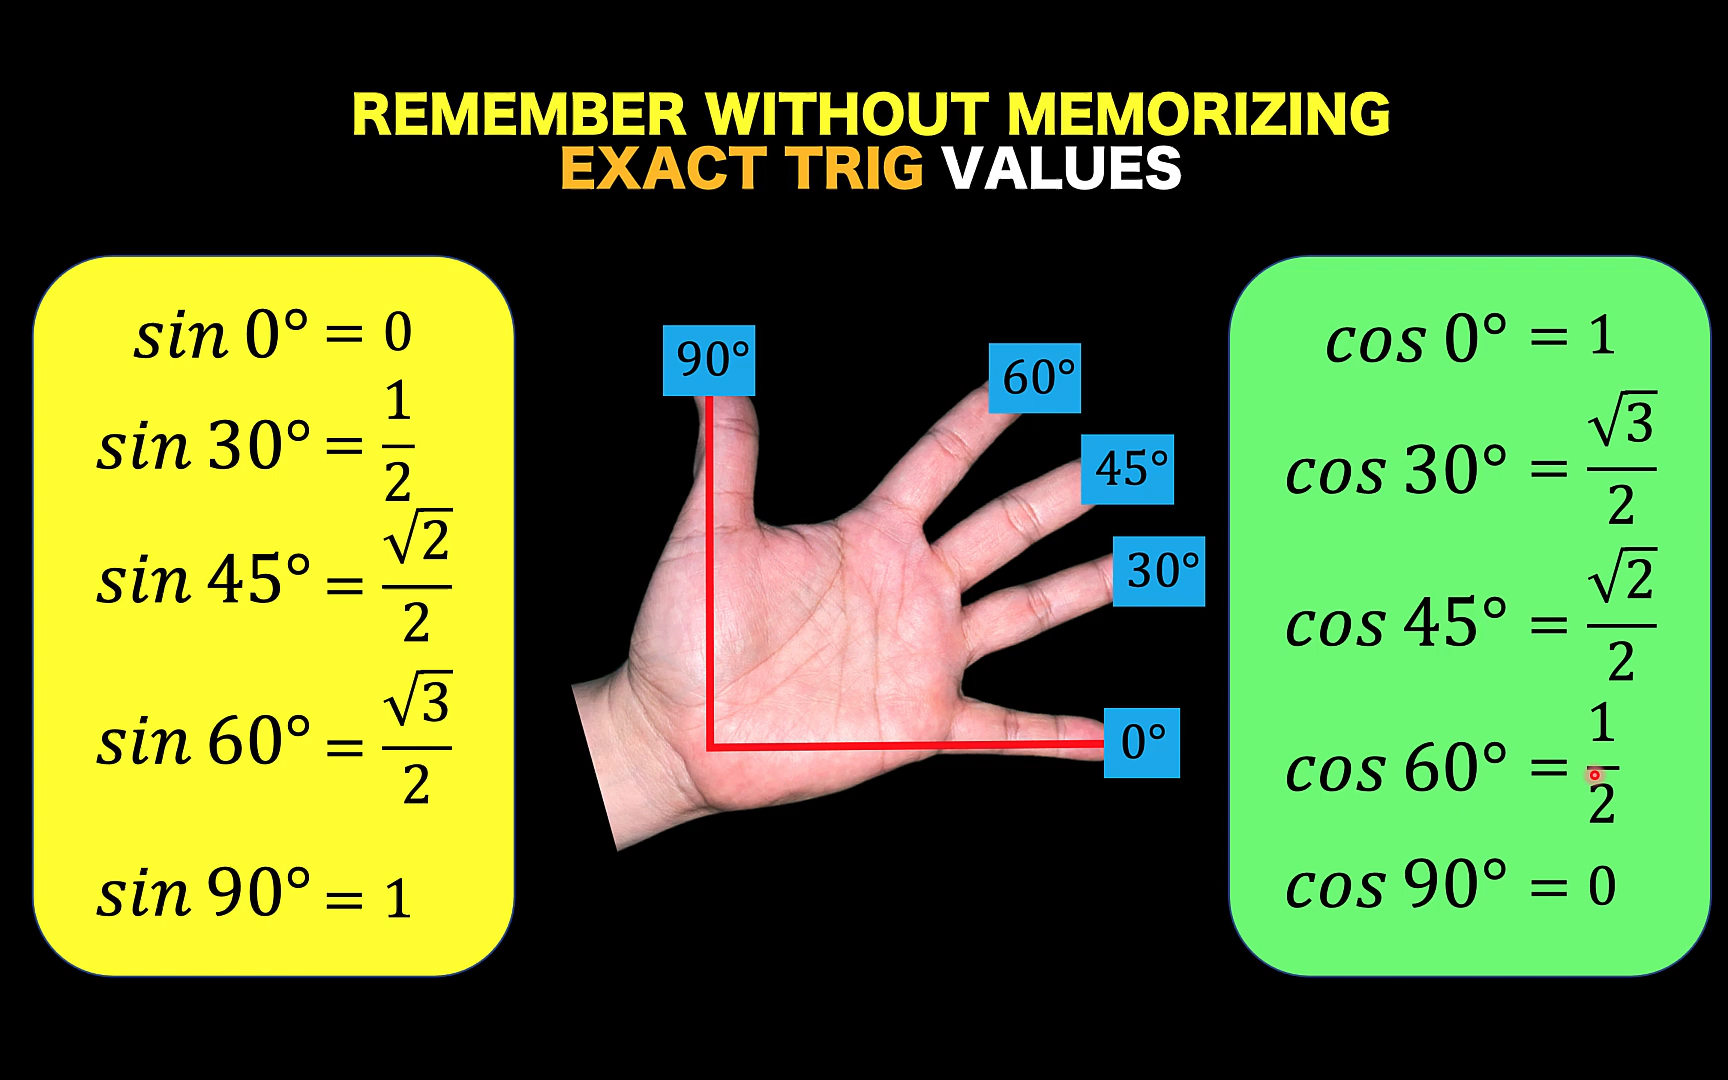 REMEMBER WITHOUT MEMORIZING
EXACT TRIG VALUES
sin 0° = 0
sin 30° = 1/2
sin 45° = √2/2
sin 60° = √3/2
sin 90° = 1
90°
60°
45°
30°
0°
cos 0° = 1
cos 30° = √3/2
cos 45° = √2/2
cos 60° = 1/2
cos 90° = 0